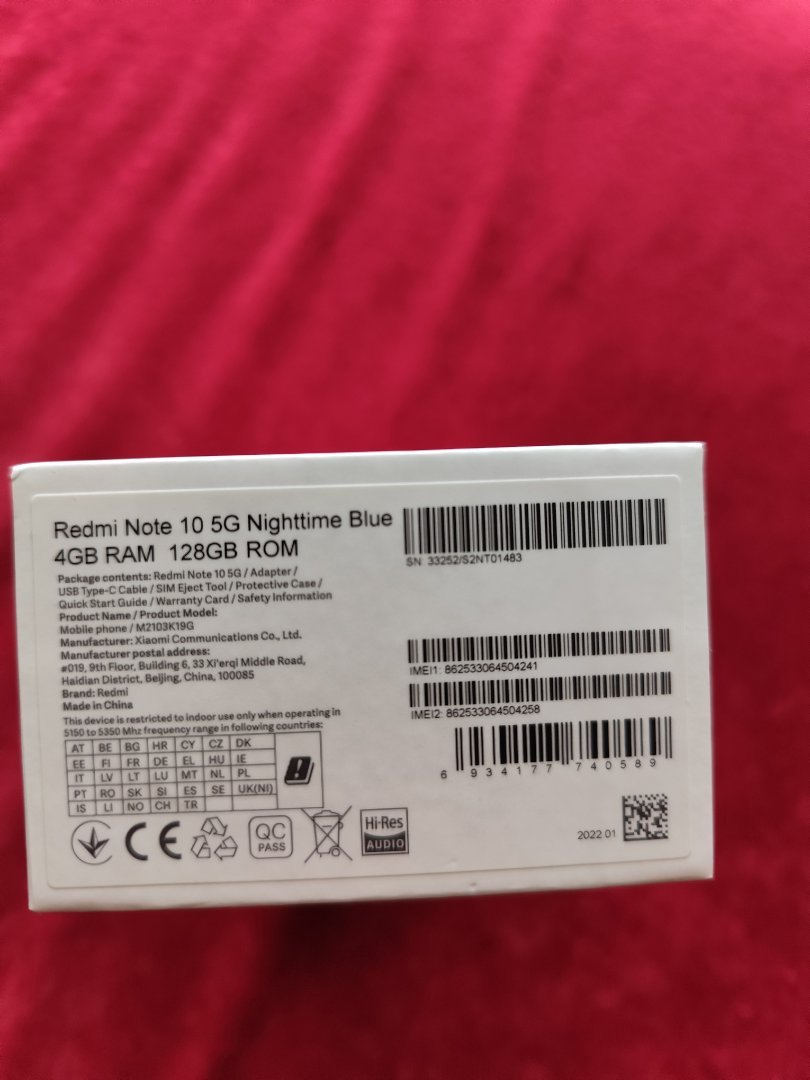 Redmi Note 10 5G Nighttime Blue
4GB RAM 128GB ROM
Package contents: Redmi Note 10 5G / Adapter /
USB Type-C Cable / SIM Eject Tool / Protective Case /
Quick Start Guide / Warranty Card / Safety Information
Product Name / Product Model:
Mobile phone / M2103K19G
Manufacturer: Xiaomi Communications Co., Ltd.
Manufacturer postal address:
#019, 9th Floor, Building 6, 33 Xi'erqi Middle Road,
Haidian District, Beijing, China, 100085
Brand: Redmi
Made in China
This device is restricted to indoor use only when operating in
5150 to 5350 Mhz frequency range in following countries:
AT BE BG HR CY CZ DK
EE FI FR DE EL HU IE
IT LV LT LU MT NL PL
PT RO SK SI ES SE UK(NI)
IS LI NO CH TR
CE
QC
PASS
Hi-Res
AUDIO
SN: 33252/S2NT01483
IMEI1: 862533064504241
IMEI2: 862533064504258
6 934177 740589
2022.01